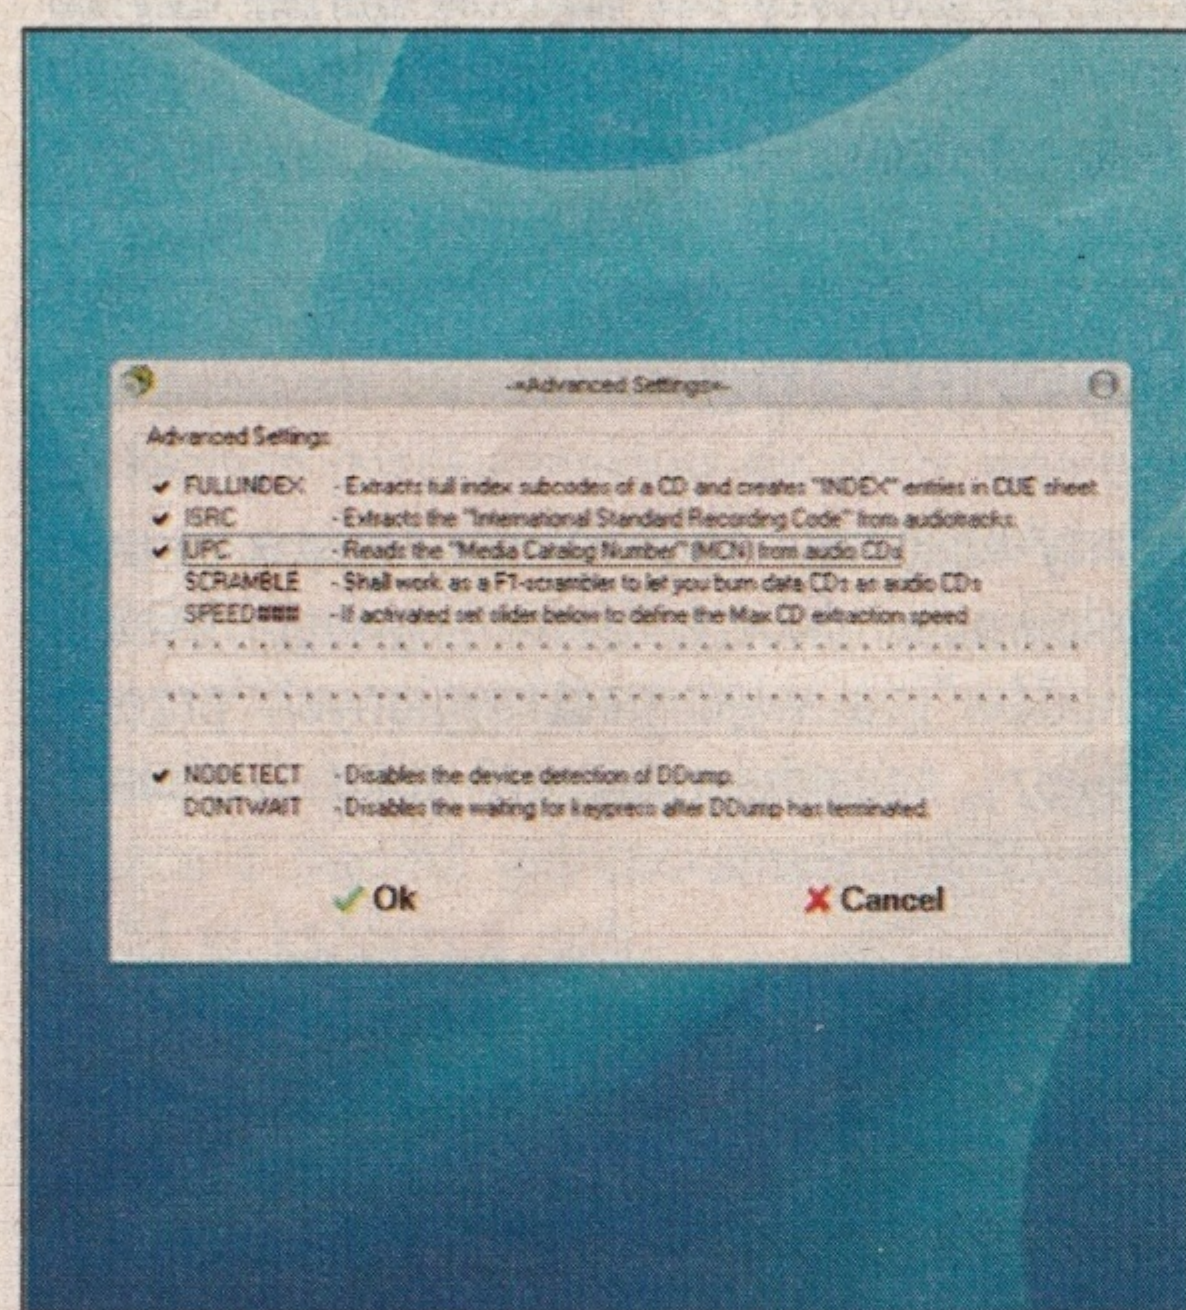 -=Advanced Settings=-
Advanced Settings
FULLINDEX - Extracts full index subcodes of a CD and creates "INDEX" entries in CUE sheet
ISRC - Extracts the "International Standard Recording Code" from audiotracks.
UPC - Reads the "Media Catalog Number" (MCN) from audio CDs
SCRAMBLE - Shall work as a F1-scrambler to let you burn data CDs as audio CDs
SPEED### - If activated set slider below to define the Max CD extraction speed
NODETECT - Disables the device detection of DDump.
DONTWAIT - Disables the waiting for keypress after DDump has terminated.
Ok Cancel